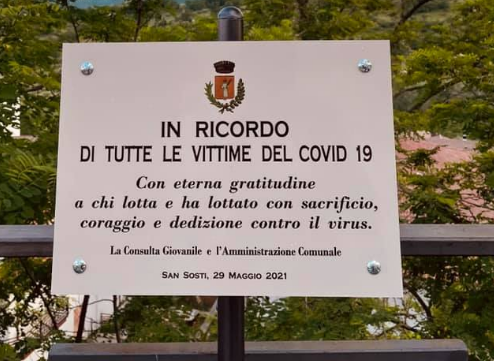 IN RICORDO
DI TUTTE LE VITTIME DEL COVID 19
Con eterna gratitudine
a chi lotta e ha lottato con sacrificio,
coraggio e dedizione contro il virus.
La Consulta Giovanile e l'Amministrazione Comunale
SAN SOSTI, 29 MAGGIO 2021